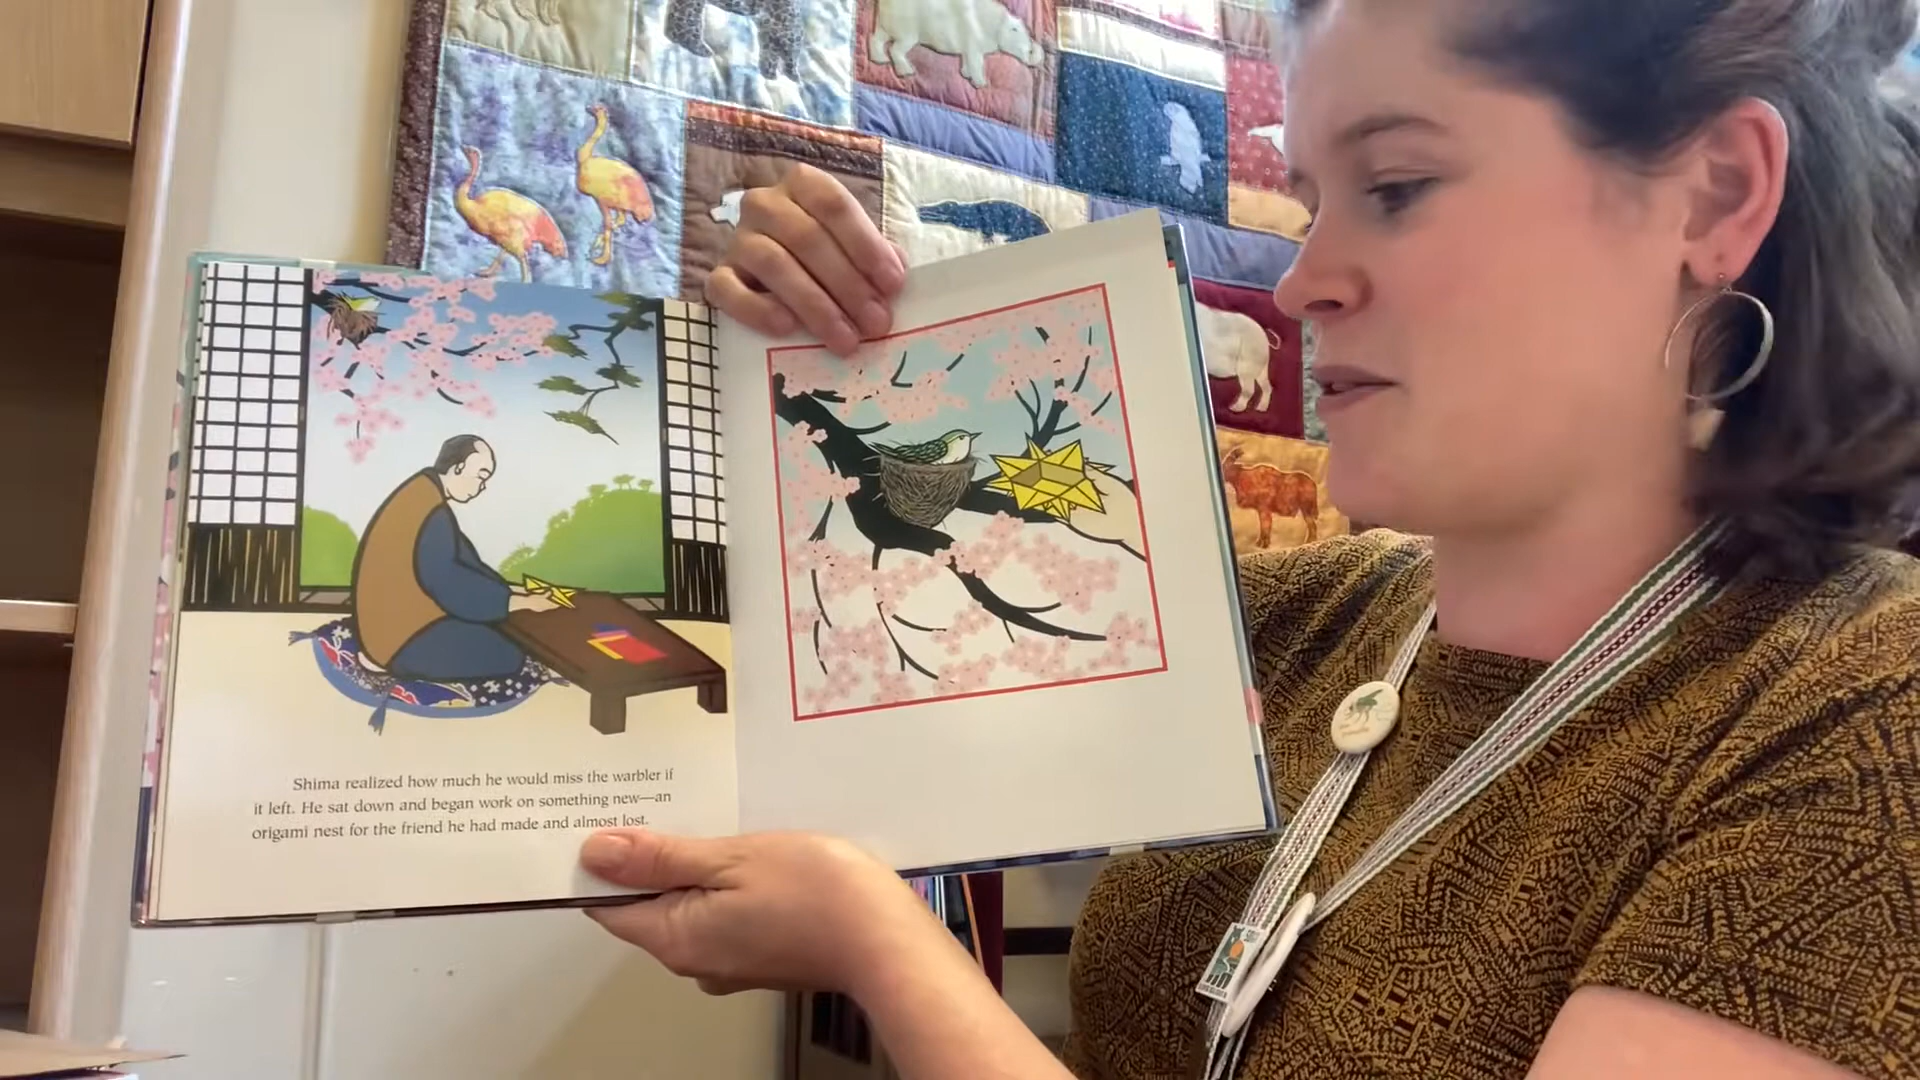 Shima realized how much he would miss the warbler if
it left. He sat down and began work on something new—an
origami nest for the friend he had made and almost lost.